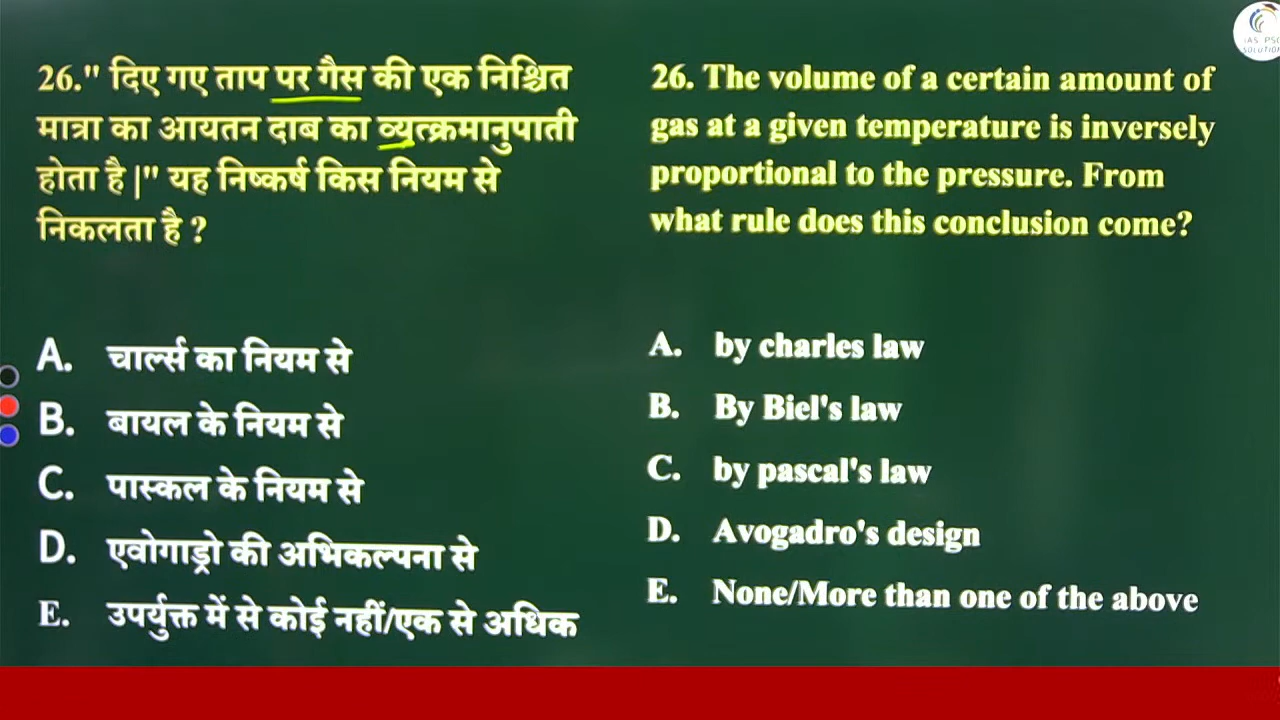 26." दिए गए ताप पर गैस की एक निश्चित
मात्रा का आयतन दाब का व्युत्क्रमानुपाती
होता है |" यह निष्कर्ष किस नियम से
निकलता है ?
A. चार्ल्स का नियम से
B. बायल के नियम से
C. पास्कल के नियम से
D. एवोगाड्रो की अभिकल्पना से
E. उपर्युक्त में से कोई नहीं/एक से अधिक
26. The volume of a certain amount of
gas at a given temperature is inversely
proportional to the pressure. From
what rule does this conclusion come?
A. by charles law
B. By Biel's law
C. by pascal's law
D. Avogadro's design
E. None/More than one of the above
IAS PSC
SOLUTION